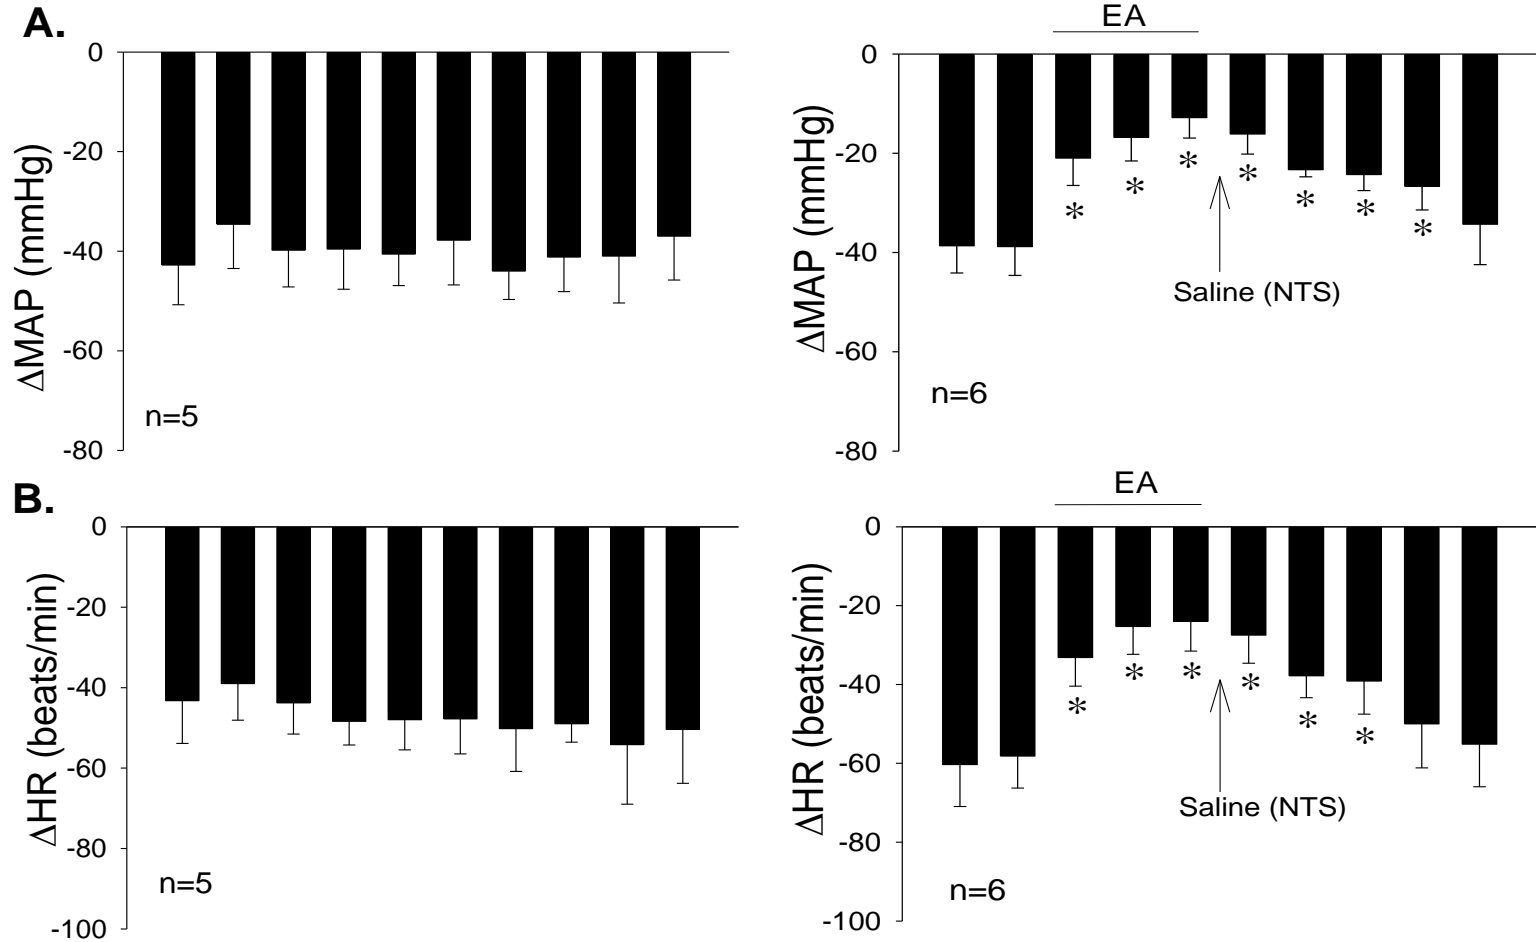 A.
EA
0
-20
-40
-60
-80
ΔMAP (mmHg)
n=5
0
-20
-40
-60
-80
ΔMAP (mmHg)
* * * * * * * *
Saline (NTS)
n=6
B.
EA
0
-20
-40
-60
-80
-100
ΔHR (beats/min)
n=5
0
-20
-40
-60
-80
-100
ΔHR (beats/min)
* * * * * *
Saline (NTS)
n=6